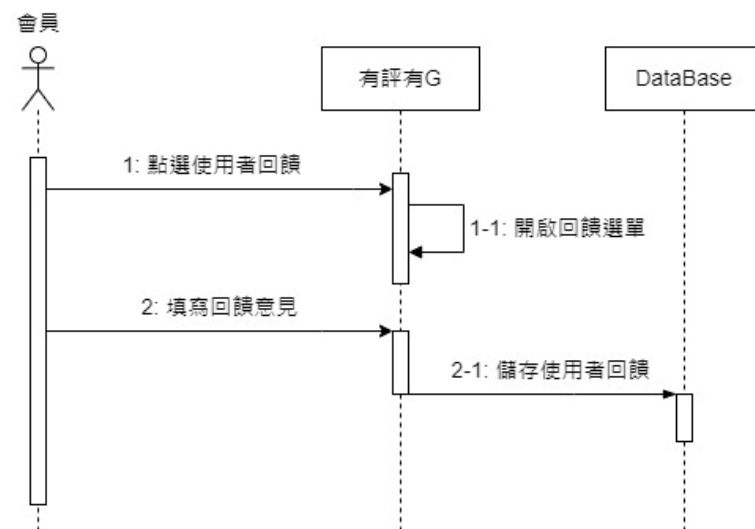 會員
有評有G
DataBase
1: 點選使用者回饋
1-1: 開啟回饋選單
2: 填寫回饋意見
2-1: 儲存使用者回饋